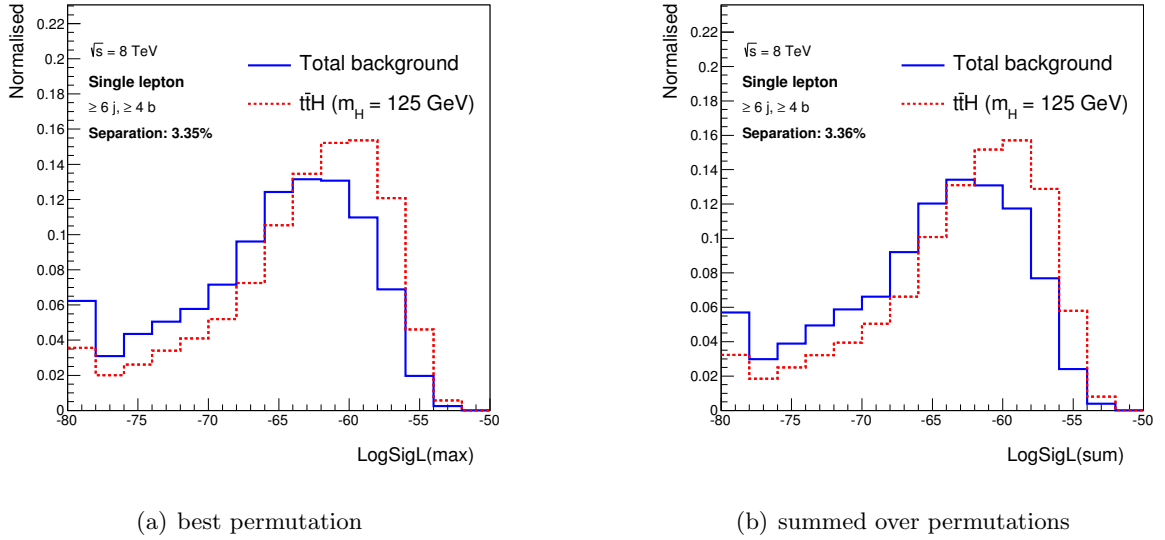 Normalised
0.22
0.2
0.18
0.16
0.14
0.12
0.1
0.08
0.06
0.04
0.02
0
√s = 8 TeV
Single lepton
≥ 6 j, ≥ 4 b
Separation: 3.35%
Total background
tt̄H (m_H = 125 GeV)
-80 -75 -70 -65 -60 -55 -50
LogSigL(max)
(a) best permutation
Normalised
0.22
0.2
0.18
0.16
0.14
0.12
0.1
0.08
0.06
0.04
0.02
0
√s = 8 TeV
Single lepton
≥ 6 j, ≥ 4 b
Separation: 3.36%
Total background
tt̄H (m_H = 125 GeV)
-80 -75 -70 -65 -60 -55 -50
LogSigL(sum)
(b) summed over permutations